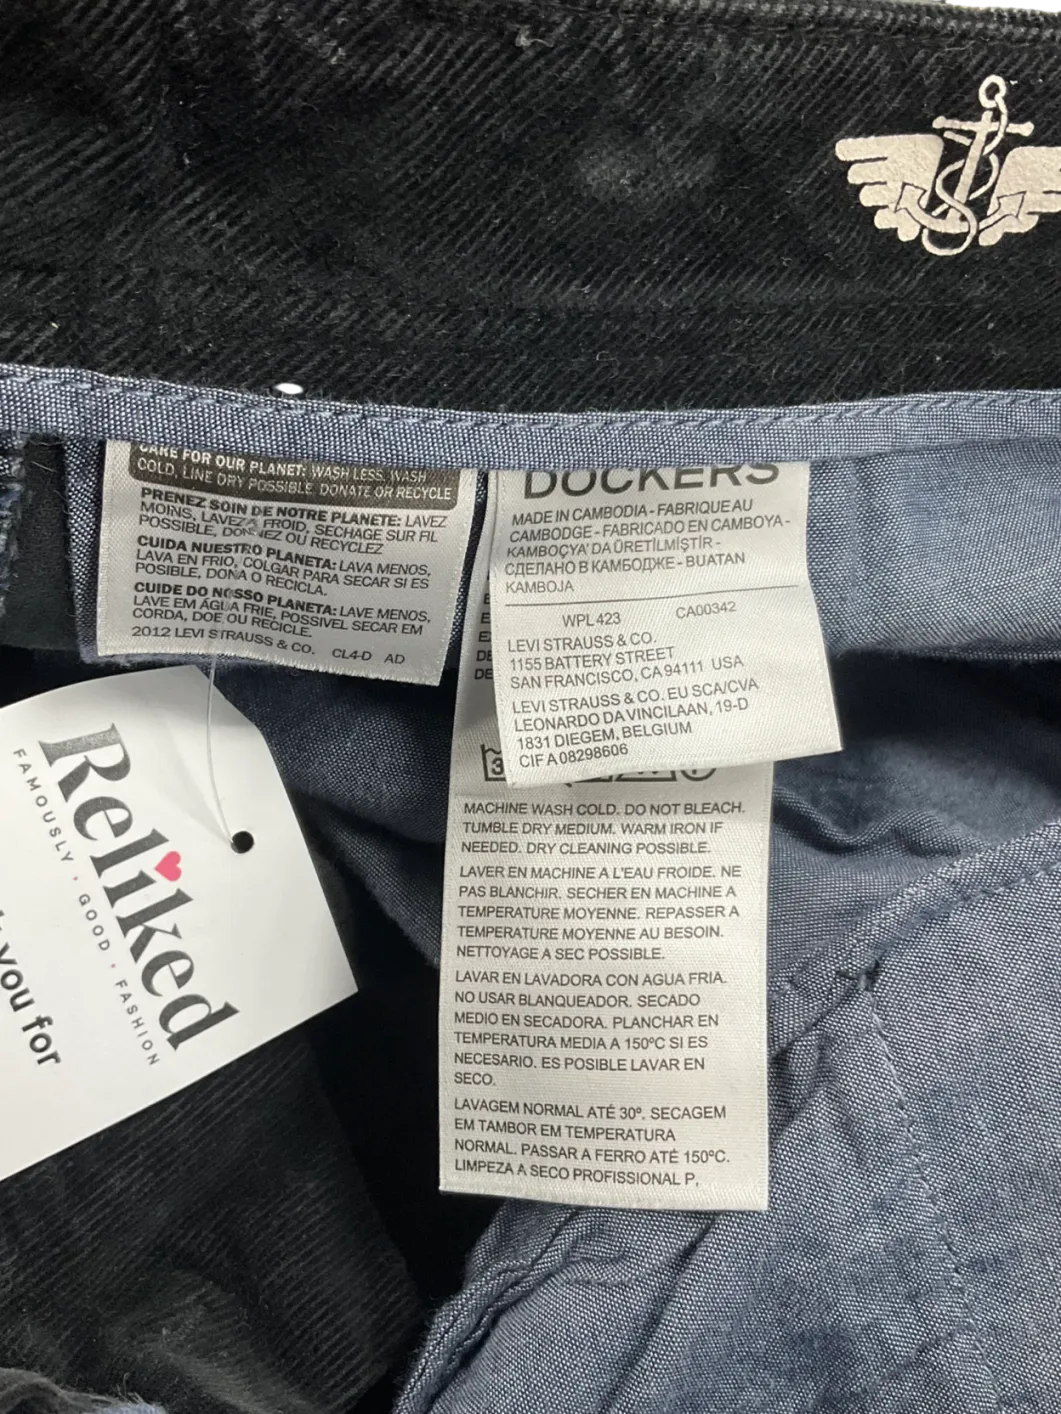 CARE FOR OUR PLANET: WASH LESS, WASH
COLD, LINE DRY POSSIBLE. DONATE OR RECYCLE
PRENEZ SOIN DE NOTRE PLANETE: LAVEZ
MOINS, LAVEZ A FROID, SECHAGE SUR FIL
POSSIBLE, DONNEZ OU RECYCLEZ
CUIDA NUESTRO PLANETA: LAVA MENOS,
LAVA EN FRIO, COLGAR PARA SECAR SI ES
POSIBLE, DONA O RECICLA.
CUIDE DO NOSSO PLANETA: LAVE MENOS,
LAVE EM ÁGUA FRIE, POSSIVEL SECAR EM
CORDA, DOE OU RECICLE.
2012 LEVI STRAUSS & CO. CL4-D AD
DOCKERS
MADE IN CAMBODIA - FABRIQUE AU
CAMBODGE - FABRICADO EN CAMBOYA -
KAMBOÇYA' DA ÜRETİLMİŞTİR -
СДЕЛАНО В КАМБОДЖЕ - BUATAN
KAMBOJA
WPL423 CA00342
LEVI STRAUSS & CO.
1155 BATTERY STREET
SAN FRANCISCO, CA 94111 USA
LEVI STRAUSS & CO. EU SCA/CVA
LEONARDO DA VINCILAAN, 19-D
1831 DIEGEM, BELGIUM
CIF A 08298606
MACHINE WASH COLD. DO NOT BLEACH.
TUMBLE DRY MEDIUM. WARM IRON IF
NEEDED. DRY CLEANING POSSIBLE.
LAVER EN MACHINE A L'EAU FROIDE. NE
PAS BLANCHIR. SECHER EN MACHINE A
TEMPERATURE MOYENNE. REPASSER A
TEMPERATURE MOYENNE AU BESOIN.
NETTOYAGE A SEC POSSIBLE.
LAVAR EN LAVADORA CON AGUA FRIA.
NO USAR BLANQUEADOR. SECADO
MEDIO EN SECADORA. PLANCHAR EN
TEMPERATURA MEDIA A 150ºC SI ES
NECESARIO. ES POSIBLE LAVAR EN
SECO.
LAVAGEM NORMAL ATÉ 30º. SECAGEM
EM TAMBOR EM TEMPERATURA
NORMAL. PASSAR A FERRO ATÉ 150ºC.
LIMPEZA A SECO PROFISSIONAL P,
Reliked
FAMOUSLY • GOOD • FASHION
you for